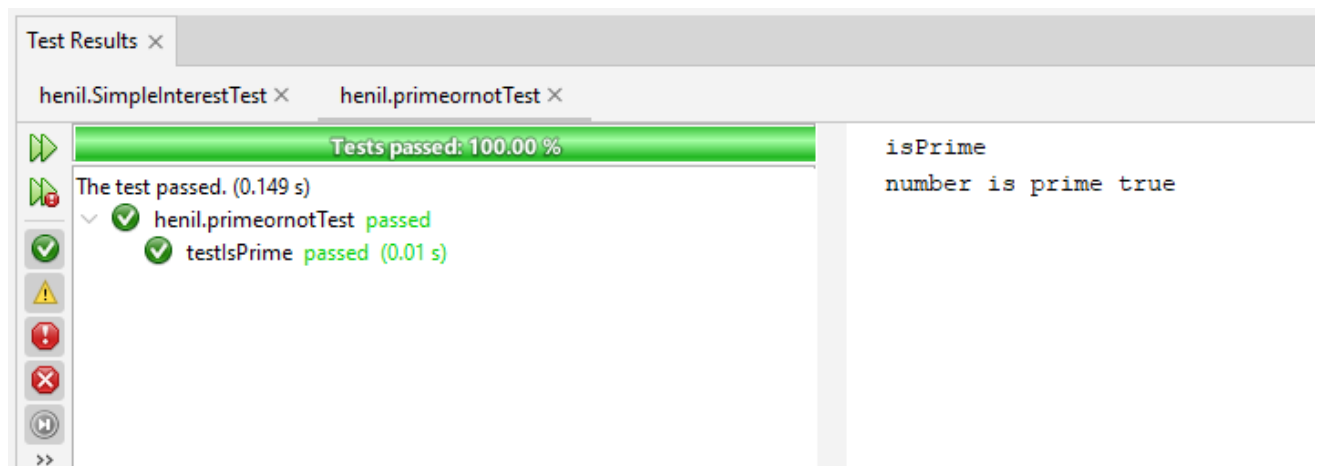 Test Results
henil.SimpleInterestTest
henil.primeornotTest
Tests passed: 100.00 %
The test passed. (0.149 s)
henil.primeornotTest passed
testIsPrime passed (0.01 s)
>>
isPrime
number is prime true